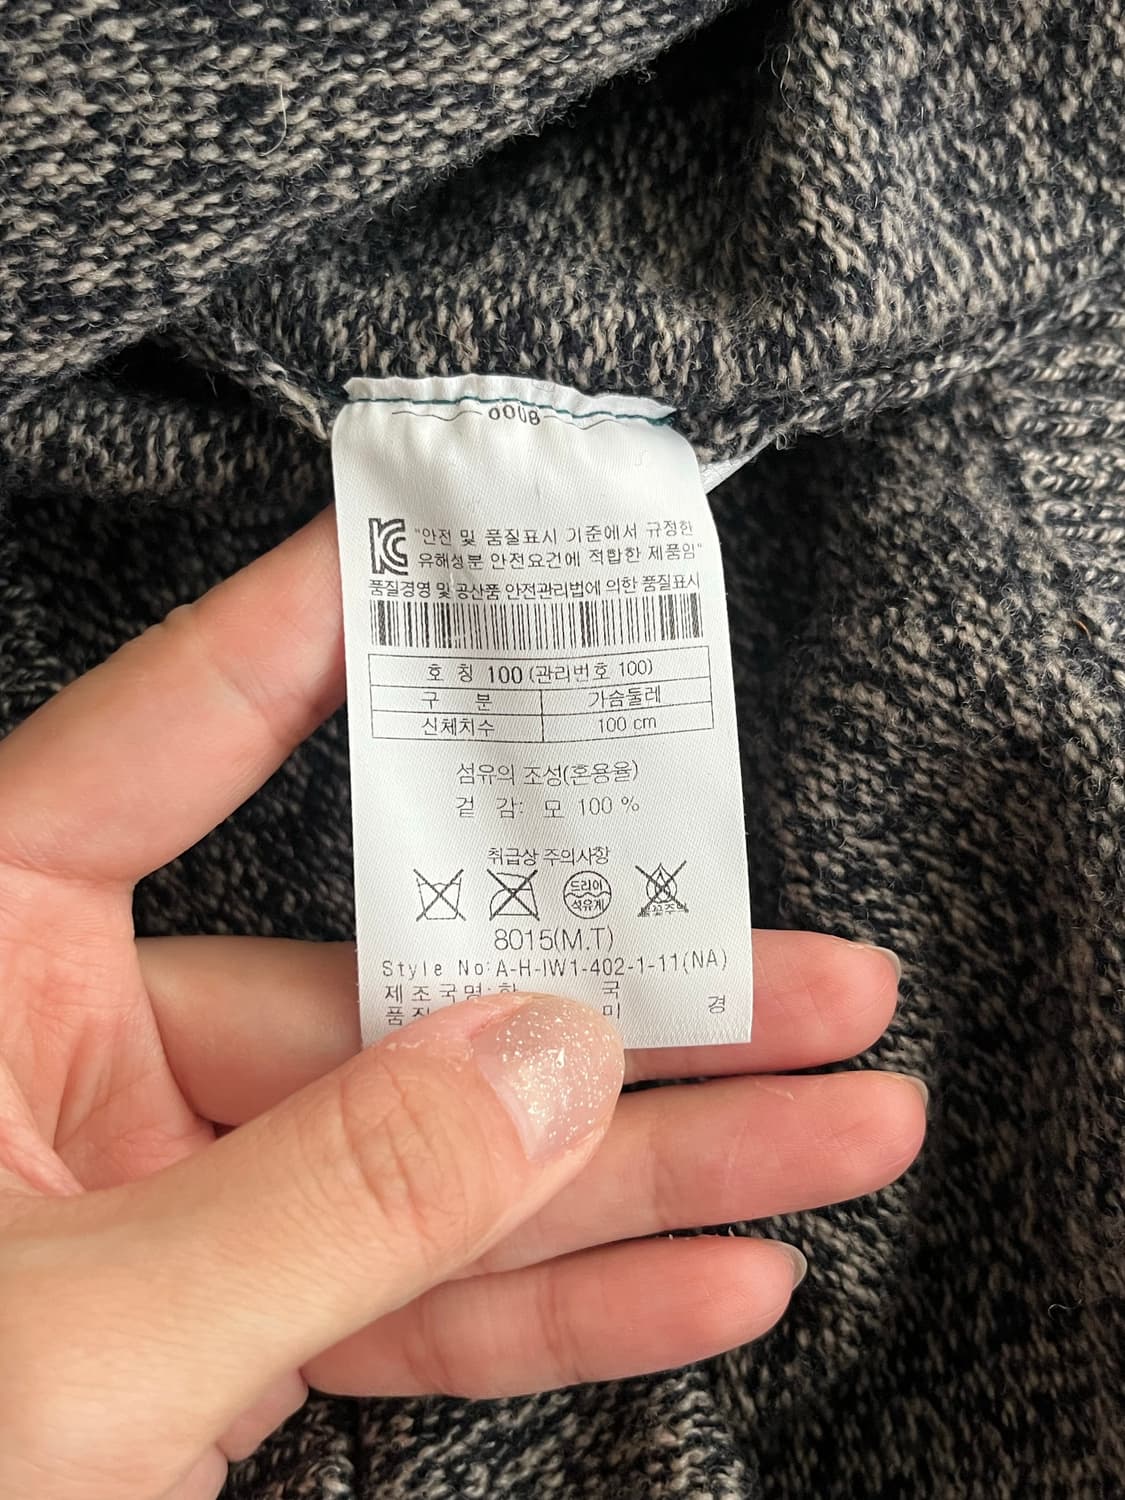 0008
"안전 및 품질표시 기준에서 규정한
유해성분 안전요건에 적합한 제품임"
품질경영 및 공산품 안전관리법에 의한 품질표시
호 칭 100 (관리번호 100)
구 분 가슴둘레
신체치수 100 cm
섬유의 조성(혼용율)
겉 감: 모 100 %
취급상 주의사항
드라이
석유계
8015(M.T)
Style No:A-H-IW1-402-1-11(NA)
제조국명: 국
경